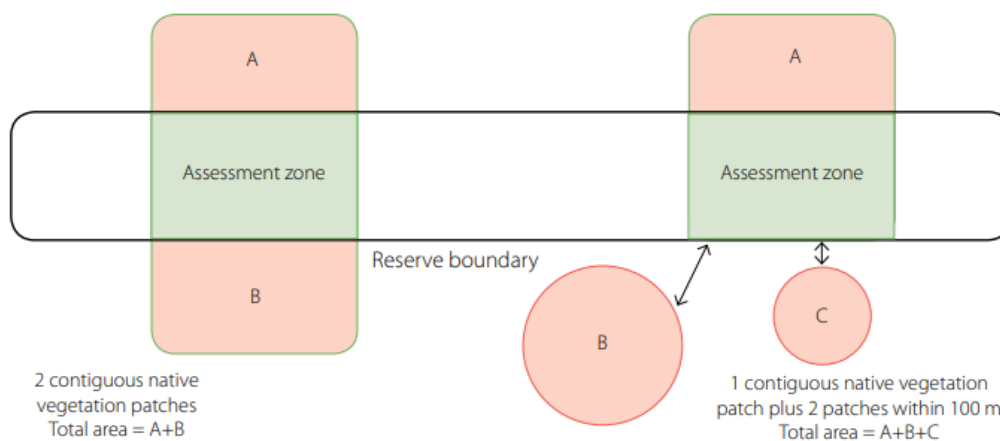 A
A
Assessment zone
Assessment zone
Reserve boundary
B
B
C
2 contiguous native
vegetation patches
Total area = A+B
1 contiguous native vegetation
patch plus 2 patches within 100 m
Total area = A+B+C